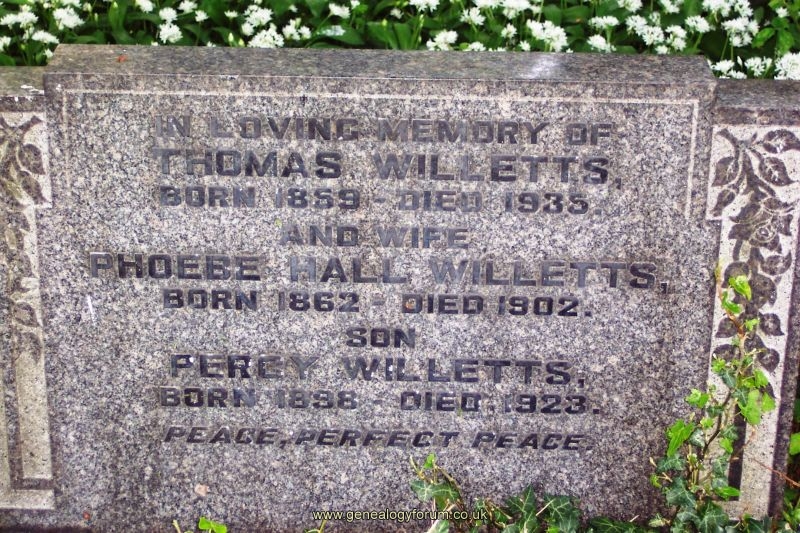 IN LOVING MEMORY OF
THOMAS WILLETTS,
BORN 1859 - DIED 1935.
AND WIFE
PHOEBE HALL WILLETTS,
BORN 1862 - DIED 1902.
SON
PERCY WILLETTS,
BORN 1898 DIED 1923.
PEACE, PERFECT PEACE,
www.genealogyforum.co.uk